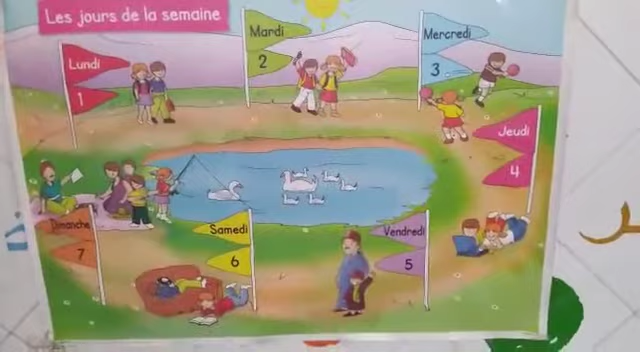 Les jours de la semaine
Lundi
1
Mardi
2
Mercredi
3
Jeudi
4
Vendredi
5
Samedi
6
Dimanche
7